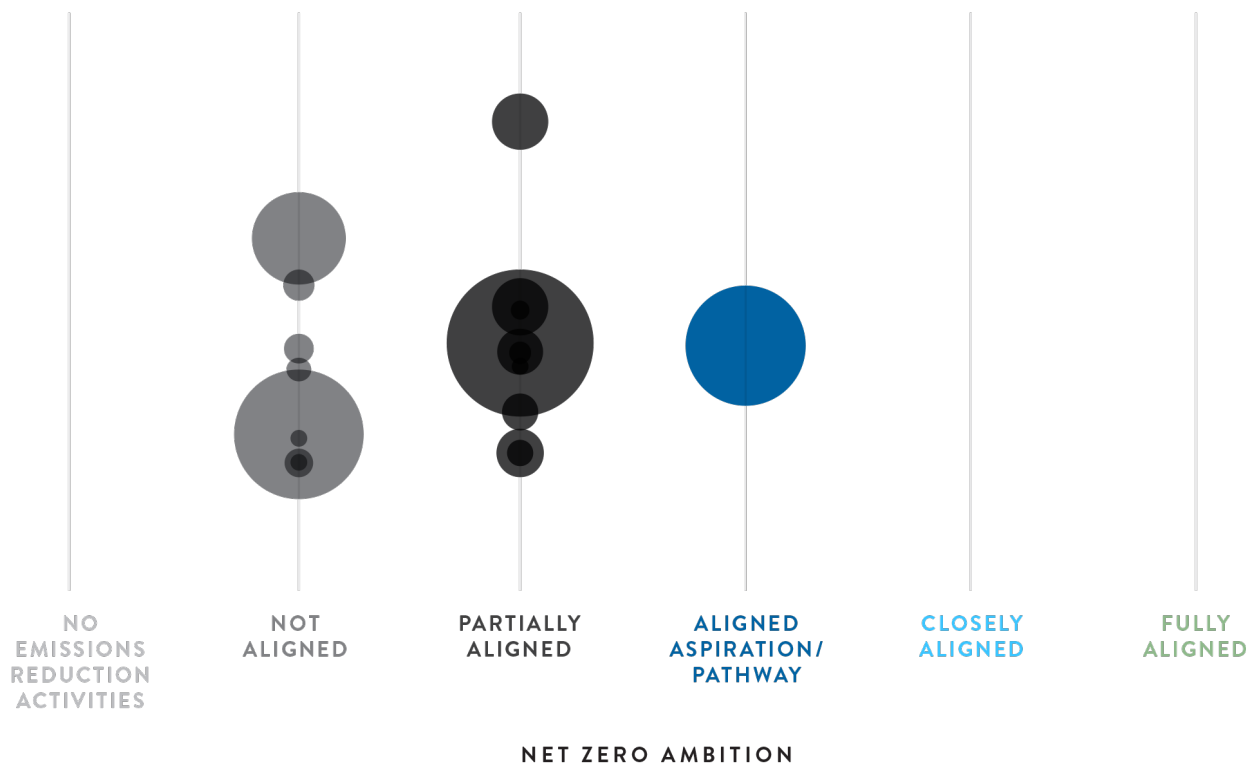 NO
EMISSIONS
REDUCTION
ACTIVITIES
NOT
ALIGNED
PARTIALLY
ALIGNED
ALIGNED
ASPIRATION/
PATHWAY
CLOSELY
ALIGNED
FULLY
ALIGNED
NET ZERO AMBITION